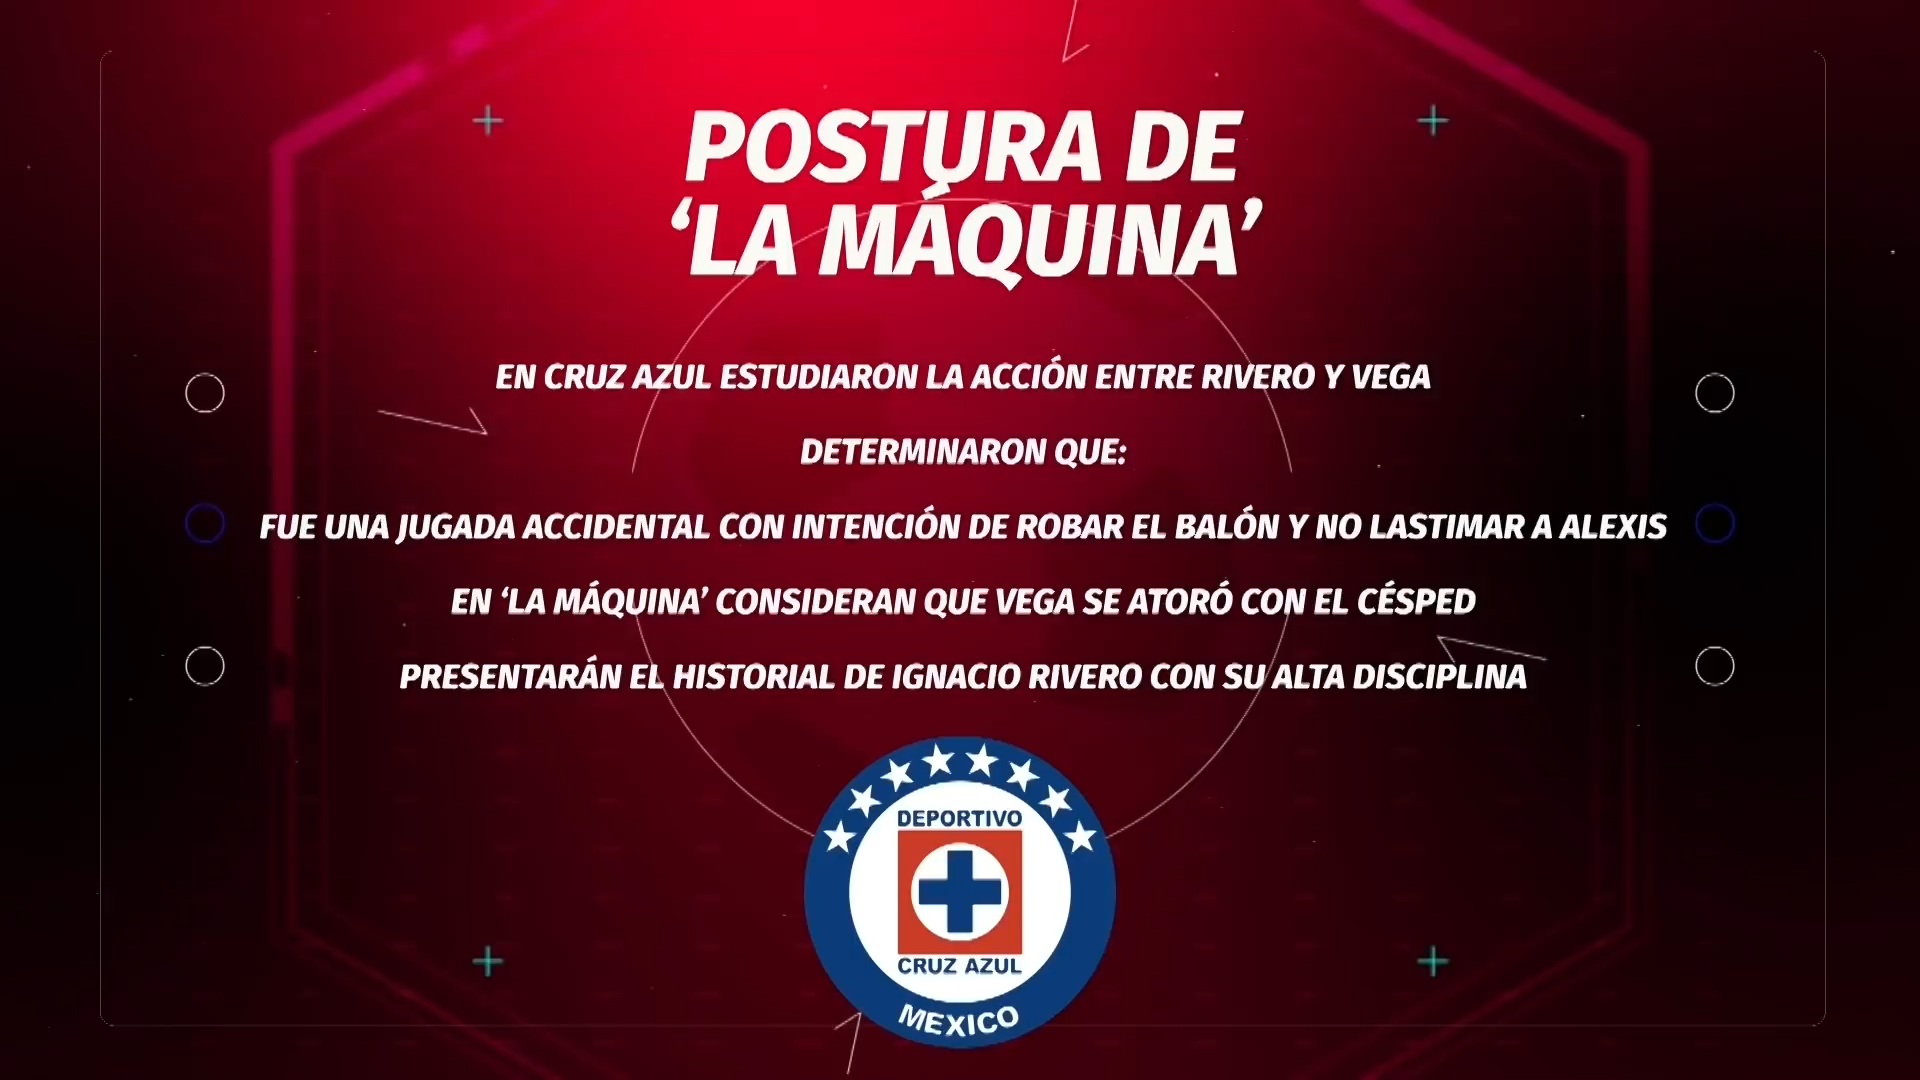 POSTURA DE
‘LA MÁQUINA’
EN CRUZ AZUL ESTUDIARON LA ACCIÓN ENTRE RIVERO Y VEGA
DETERMINARON QUE:
FUE UNA JUGADA ACCIDENTAL CON INTENCIÓN DE ROBAR EL BALÓN Y NO LASTIMAR A ALEXIS
EN ‘LA MÁQUINA’ CONSIDERAN QUE VEGA SE ATORÓ CON EL CÉSPED
PRESENTARÁN EL HISTORIAL DE IGNACIO RIVERO CON SU ALTA DISCIPLINA
DEPORTIVO
CRUZ AZUL
MEXICO